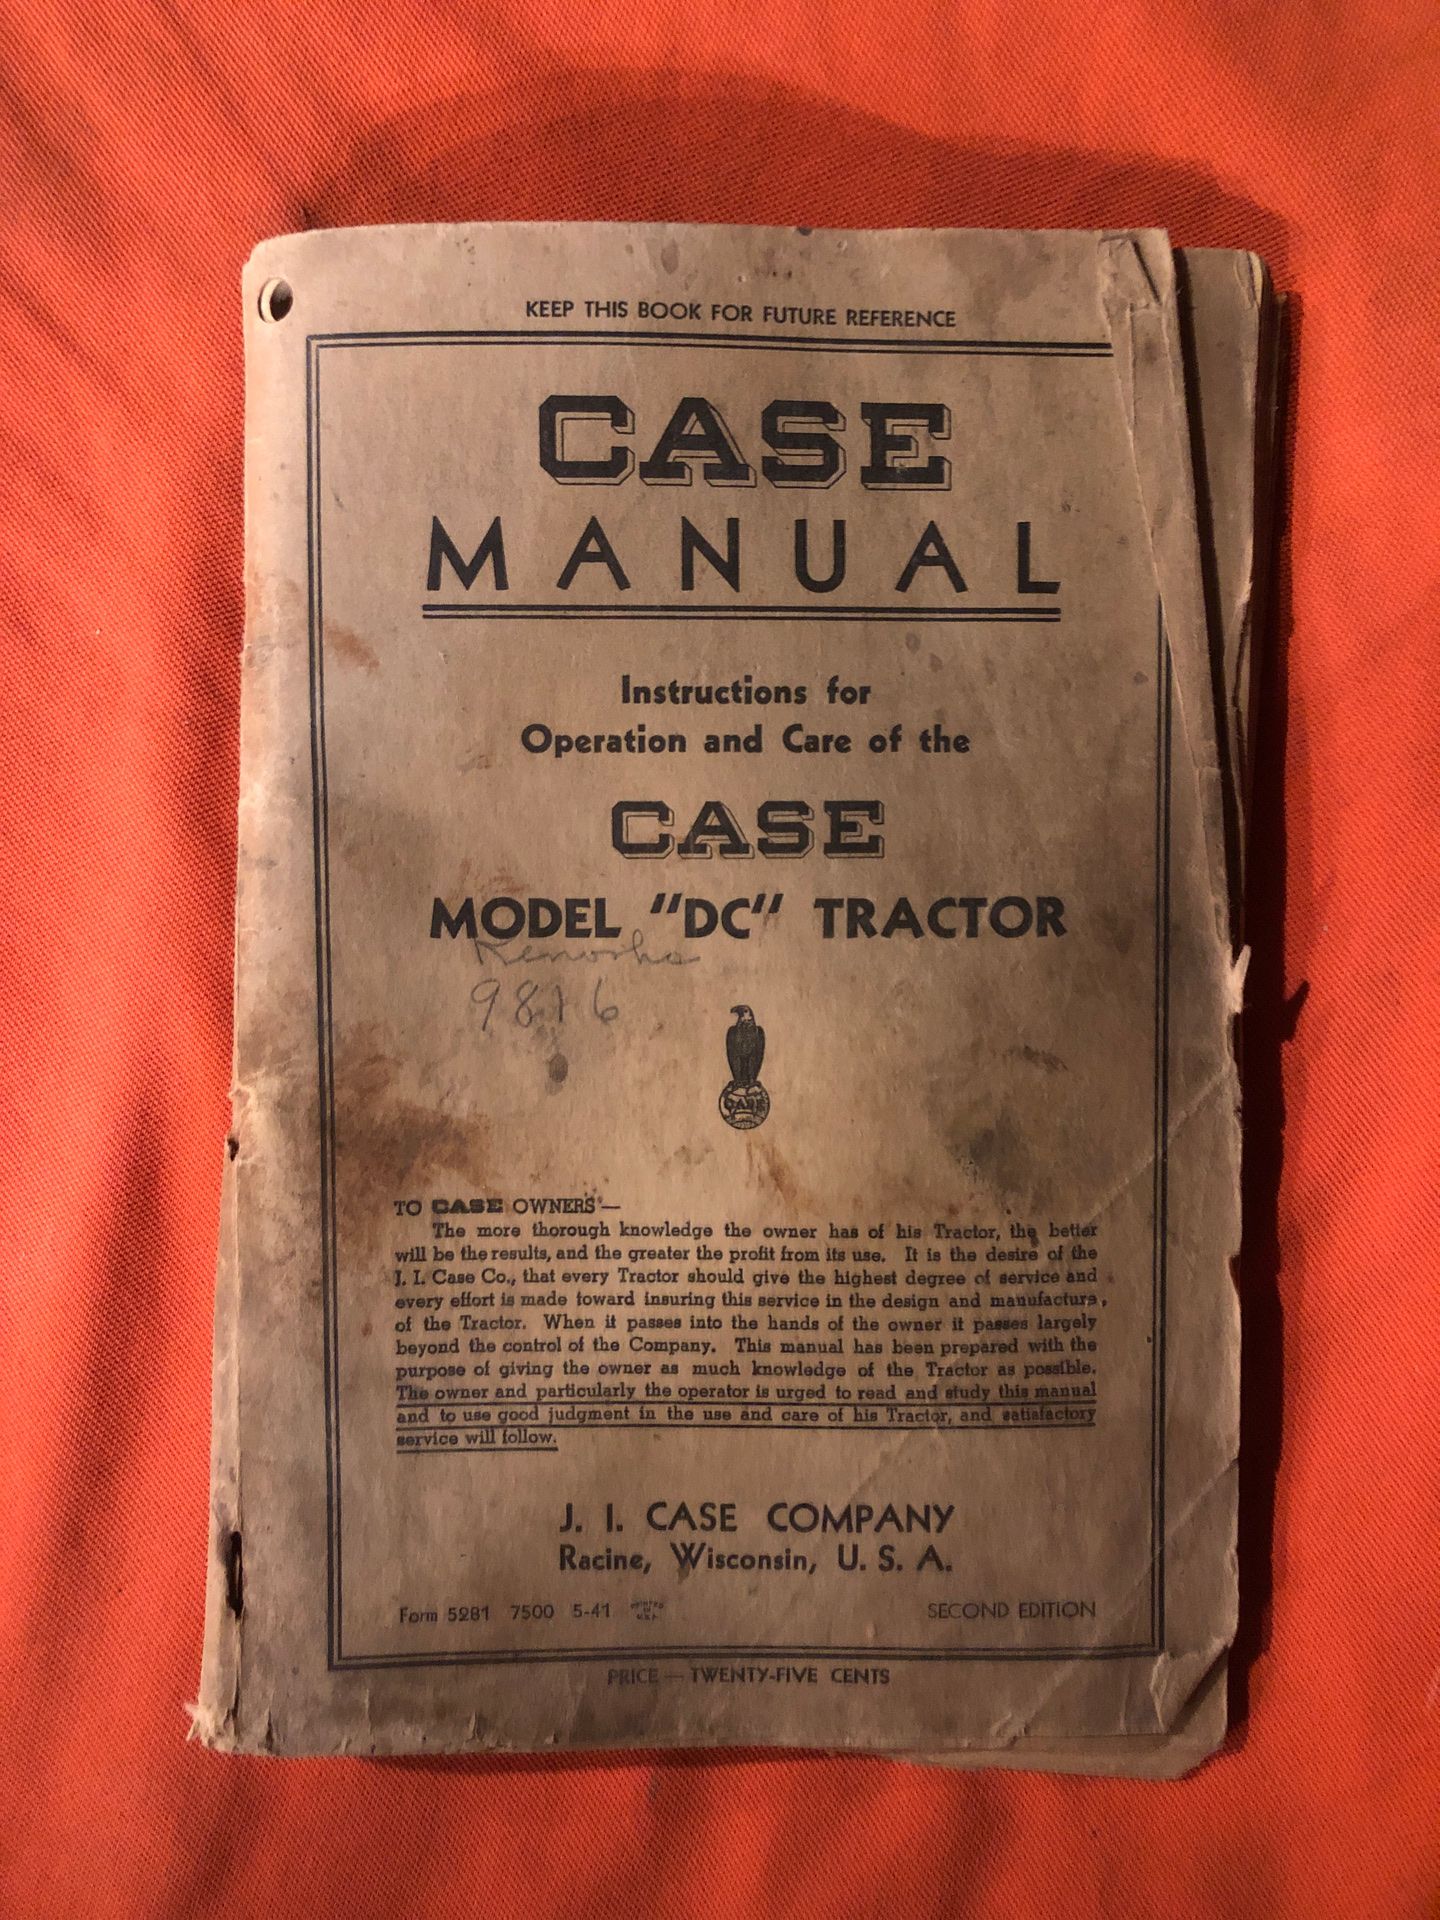 KEEP THIS BOOK FOR FUTURE REFERENCE
CASE
MANUAL
Instructions for
Operation and Care of the
CASE
MODEL "DC" TRACTOR
Kenosha
9816
CASE
TO CASE OWNERS—
The more thorough knowledge the owner has of his Tractor, the better
will be the results, and the greater the profit from its use. It is the desire of the
J. I. Case Co., that every Tractor should give the highest degree of service and
every effort is made toward insuring this service in the design and manufacture,
of the Tractor. When it passes into the hands of the owner it passes largely
beyond the control of the Company. This manual has been prepared with the
purpose of giving the owner as much knowledge of the Tractor as possible.
The owner and particularly the operator is urged to read and study this manual
and to use good judgment in the use and care of his Tractor, and satisfactory
service will follow.
J. I. CASE COMPANY
Racine, Wisconsin, U. S. A.
Form 5281 7500 5-41 PRINTED IN U.S.A. SECOND EDITION
PRICE — TWENTY-FIVE CENTS